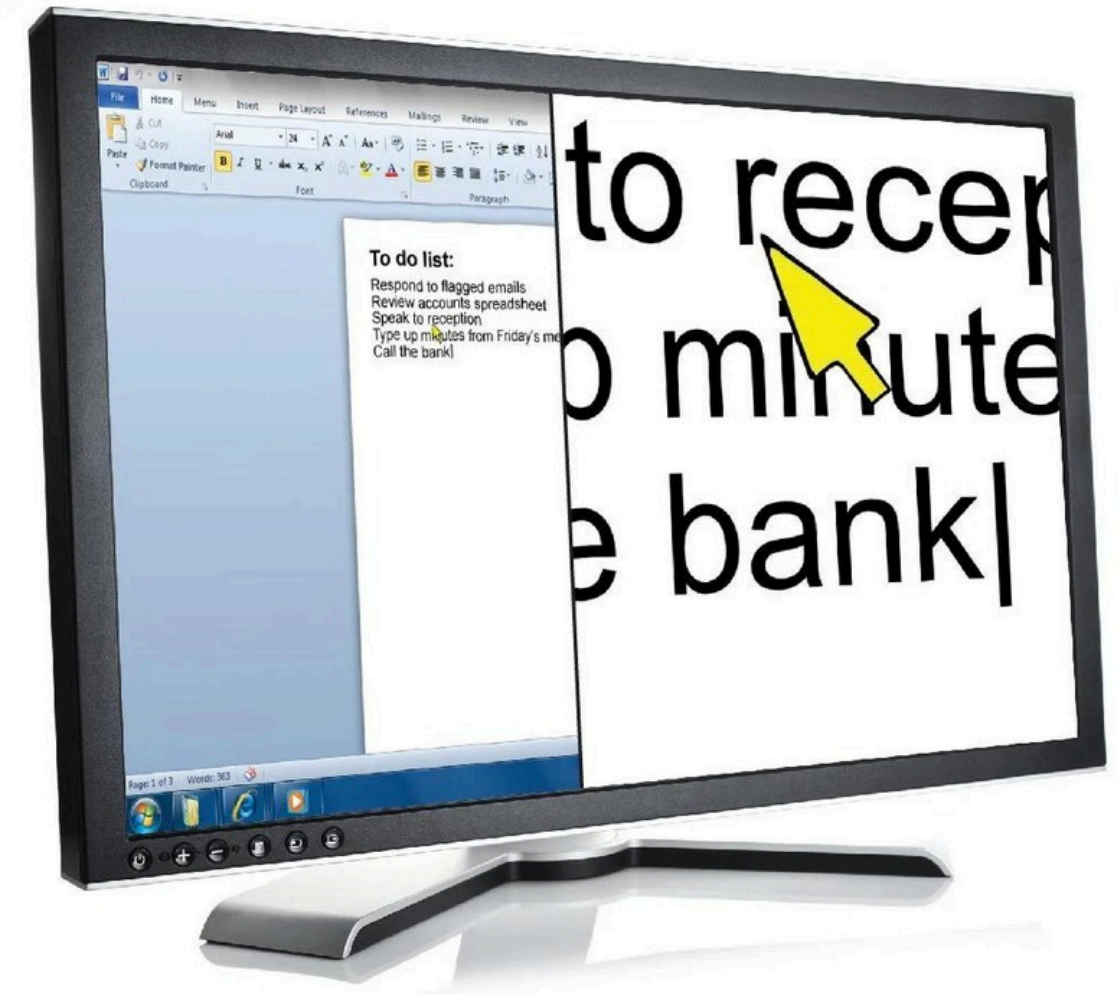 File Home Menu Insert Page Layout References Mailings Review View
Cut
Copy
Paste
Format Painter
Clipboard
Arial 24
Font
Paragraph
To do list:
Respond to flagged emails
Review accounts spreadsheet
Speak to reception
Type up minutes from Friday's me
Call the bank
Page: 1 of 3 Words: 363
to recep
p minute
e bank